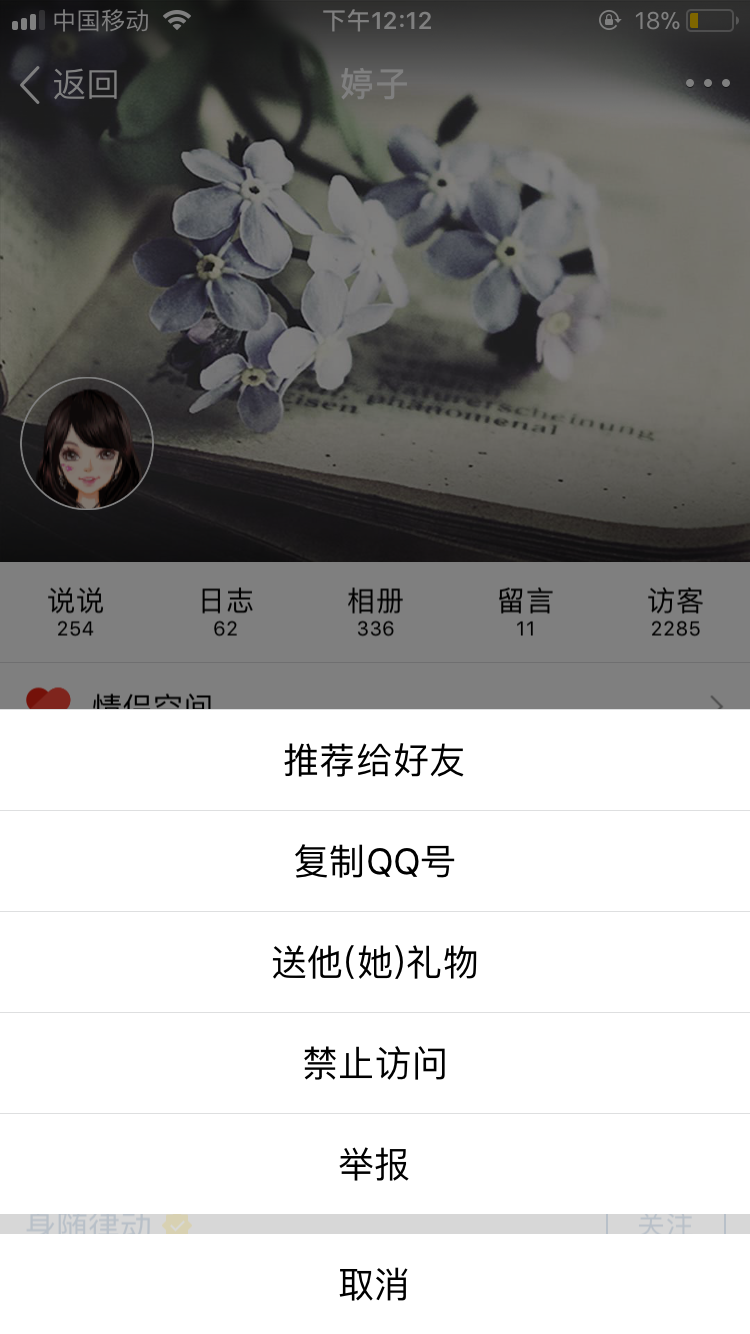 中国移动 下午12:12 18%
返回 婷子
Naturerscheinung
phänomenal
说说 日志 相册 留言 访客
254 62 336 11 2285
情侣空间
推荐给好友
复制QQ号
送他(她)礼物
禁止访问
举报
身随律动 关注
取消